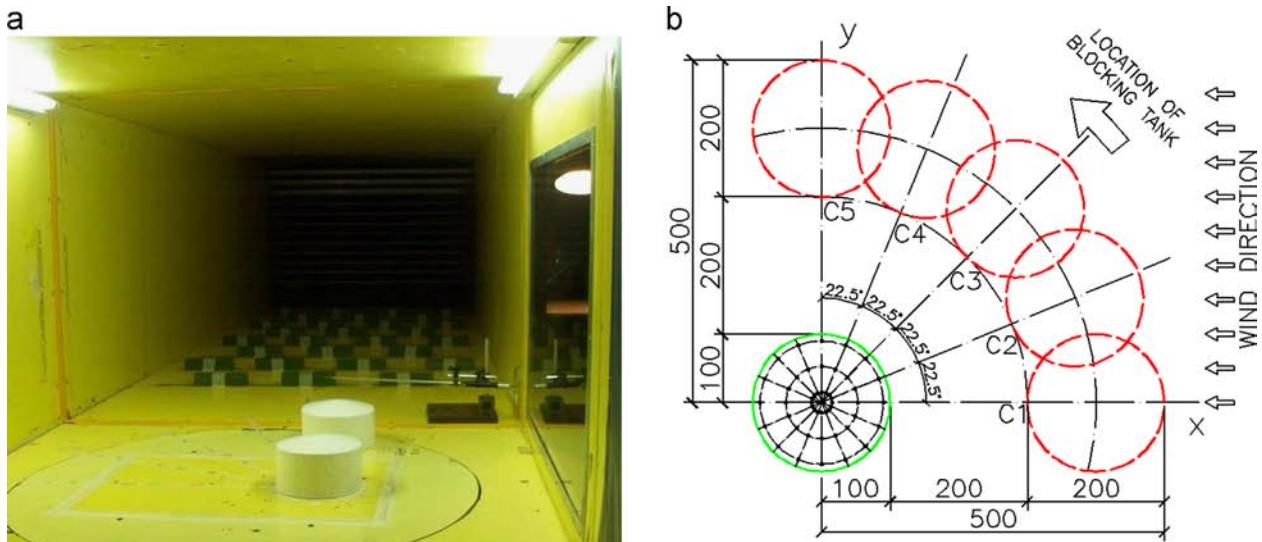 a
b
y
LOCATION OF
BLOCKING TANK
WIND DIRECTION
200
500
200
100
C5
C4
C3
C2
C1
22.5°
22.5°
22.5°
22.5°
x
100
200
200
500